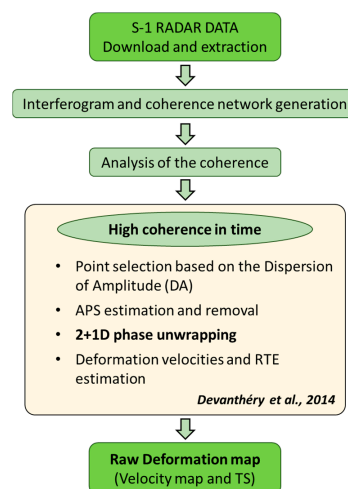 S-1 RADAR DATA
Download and extraction
Interferogram and coherence network generation
Analysis of the coherence
High coherence in time
• Point selection based on the Dispersion
of Amplitude (DA)
• APS estimation and removal
• 2+1D phase unwrapping
• Deformation velocities and RTE
estimation
Devanthéry et al., 2014
Raw Deformation map
(Velocity map and TS)